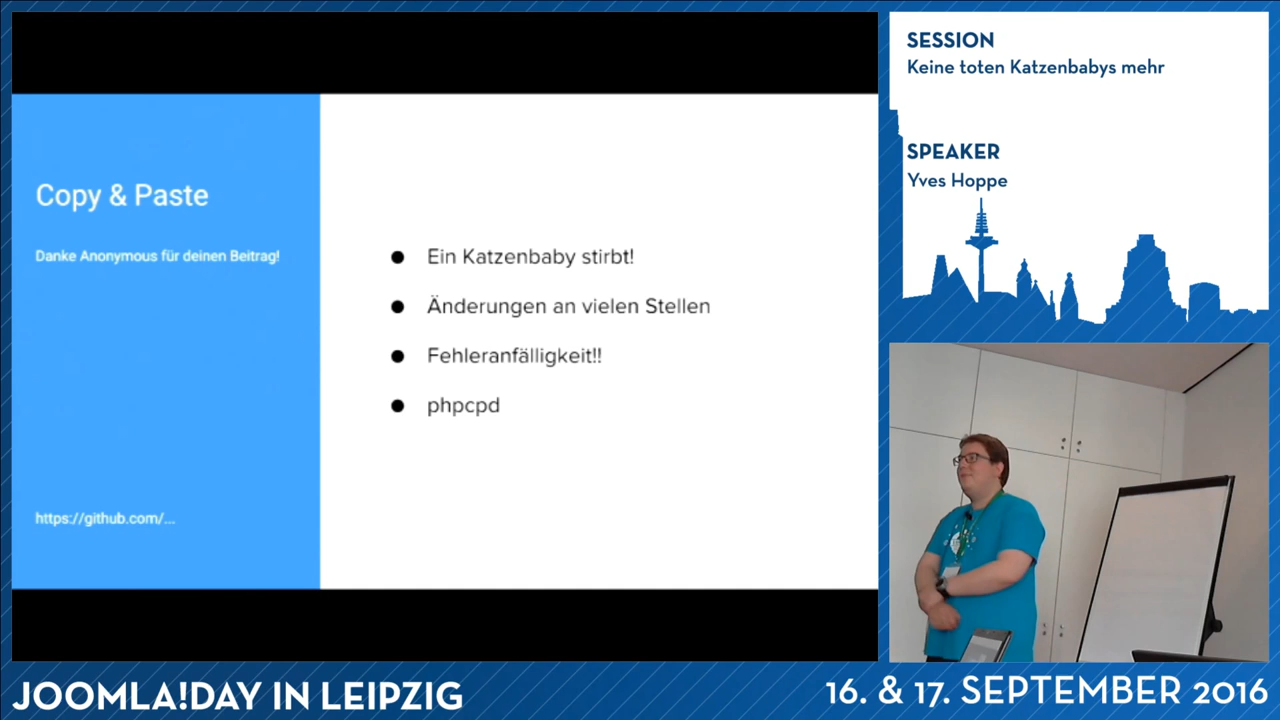 Copy & Paste
Danke Anonymous für deinen Beitrag!
https://github.com/...
● Ein Katzenbaby stirbt!
● Änderungen an vielen Stellen
● Fehleranfälligkeit!!
● phpcpd
SESSION
Keine toten Katzenbabys mehr
SPEAKER
Yves Hoppe
JOOMLA!DAY IN LEIPZIG
16. & 17. SEPTEMBER 2016